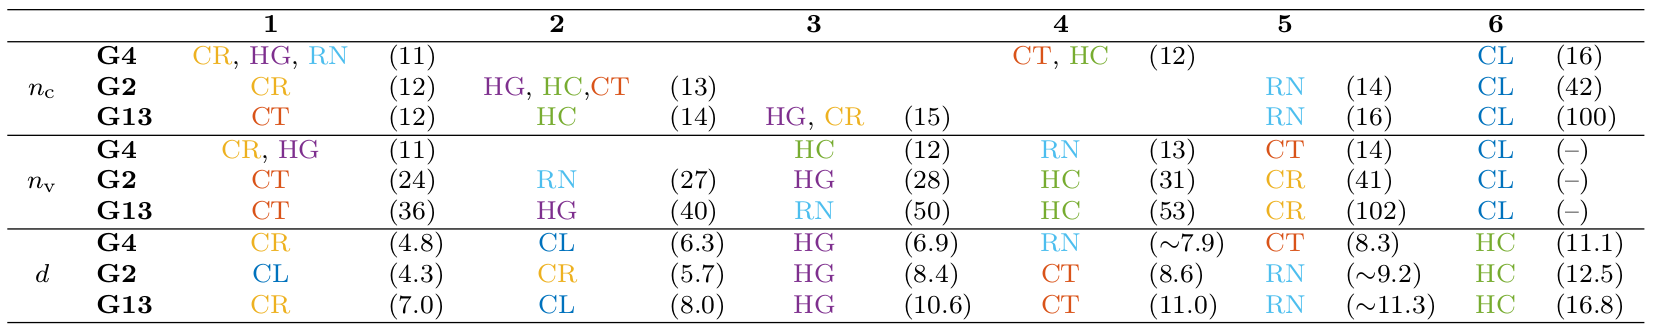 1 2 3 4 5 6
G4 CR, HG, RN (11) CT, HC (12) CL (16)
n_c G2 CR (12) HG, HC,CT (13) RN (14) CL (42)
G13 CT (12) HC (14) HG, CR (15) RN (16) CL (100)
G4 CR, HG (11) HC (12) RN (13) CT (14) CL (–)
n_v G2 CT (24) RN (27) HG (28) HC (31) CR (41) CL (–)
G13 CT (36) HG (40) RN (50) HC (53) CR (102) CL (–)
G4 CR (4.8) CL (6.3) HG (6.9) RN (∼7.9) CT (8.3) HC (11.1)
d G2 CL (4.3) CR (5.7) HG (8.4) CT (8.6) RN (∼9.2) HC (12.5)
G13 CR (7.0) CL (8.0) HG (10.6) CT (11.0) RN (∼11.3) HC (16.8)